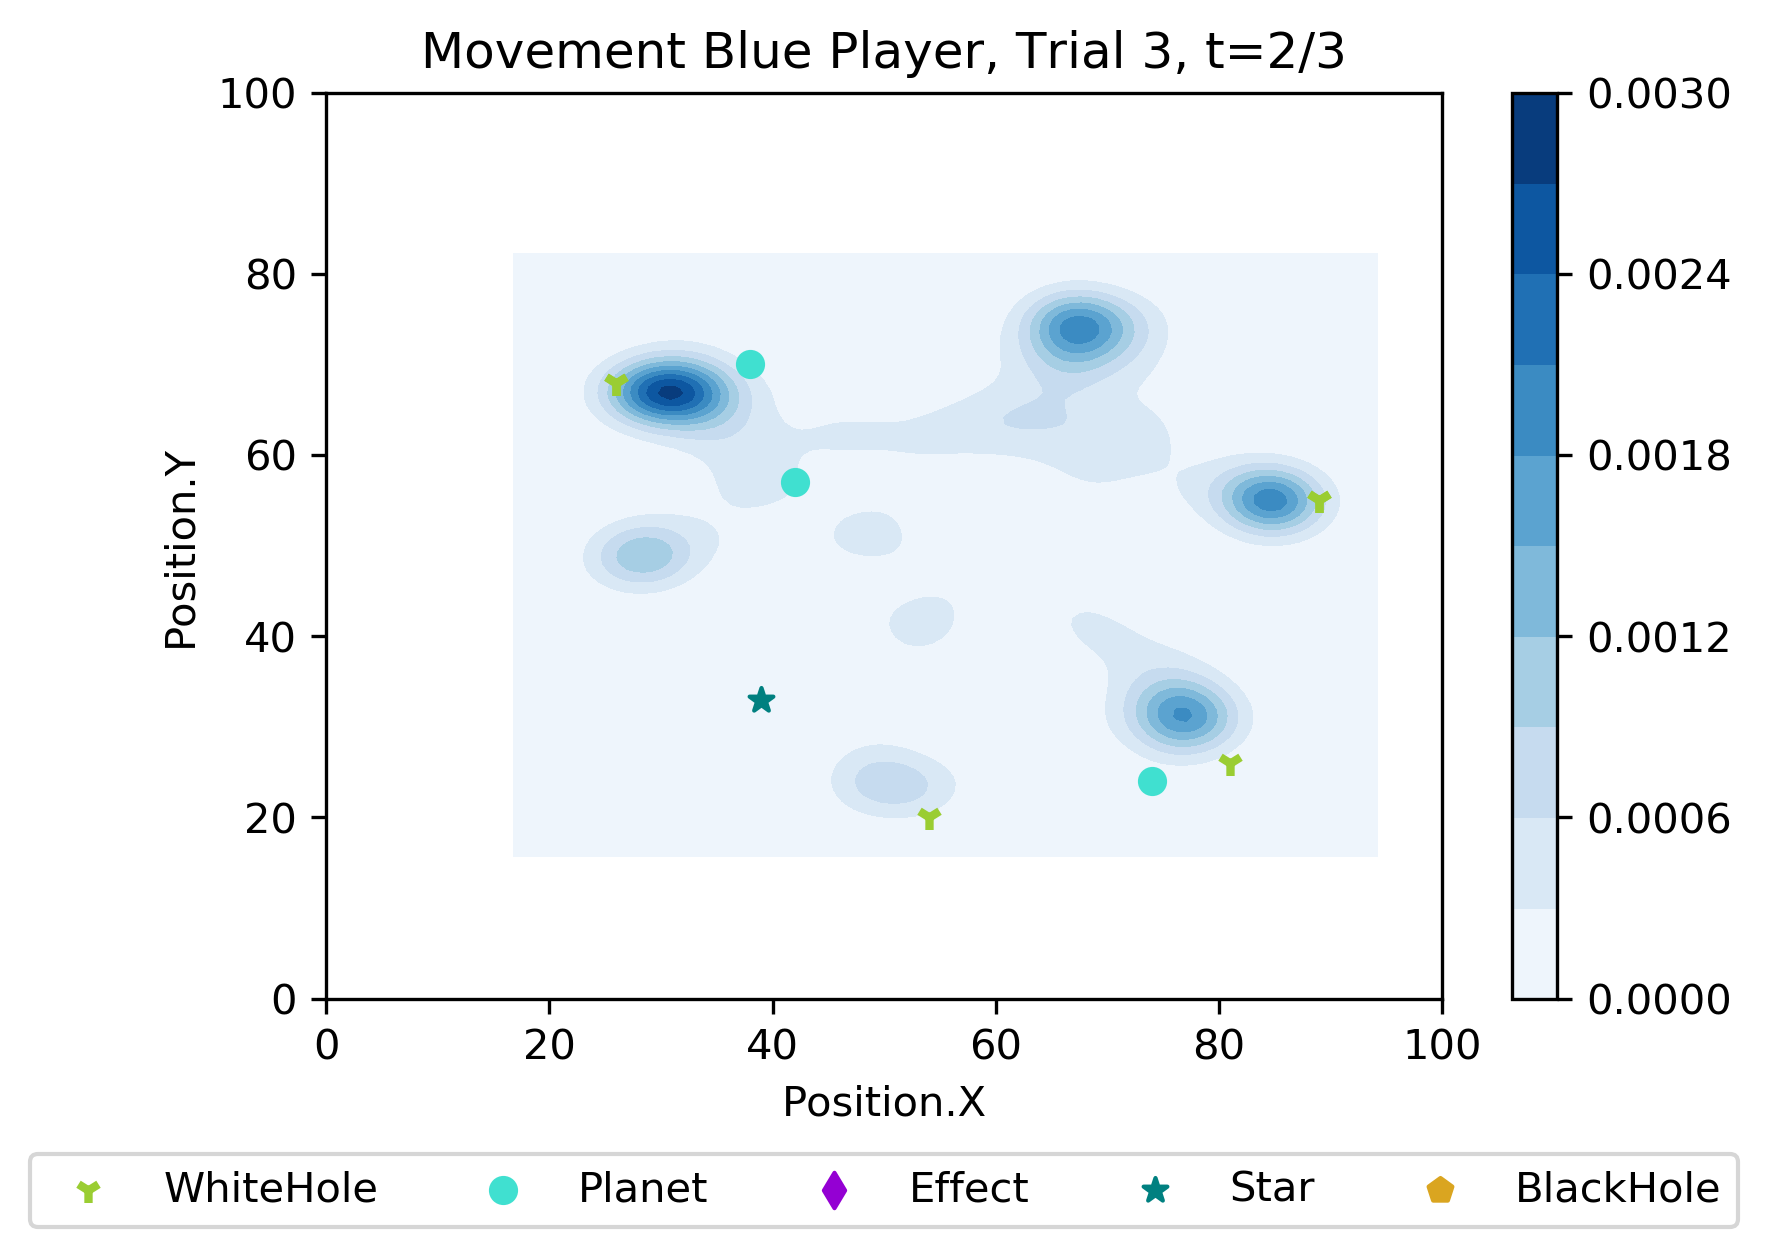 Movement Blue Player, Trial 3, t=2/3
100
80
60
40
20
0
Position.Y
0 20 40 60 80 100
Position.X
0.0030
0.0024
0.0018
0.0012
0.0006
0.0000
WhiteHole Planet Effect Star BlackHole